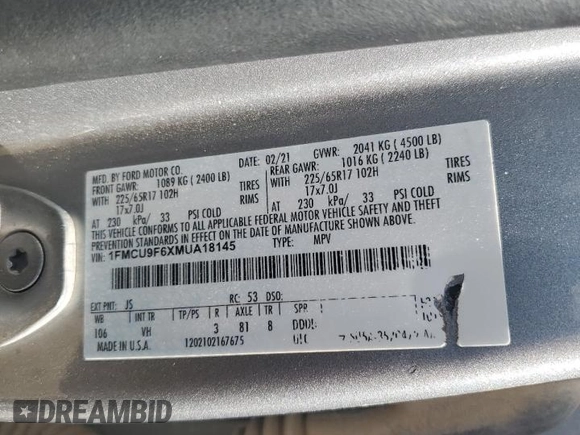 MFD. BY FORD MOTOR CO.
02/21 GVWR: 2041 KG ( 4500 LB)
FRONT GAWR: 1089 KG ( 2400 LB) REAR GAWR: 1016 KG ( 2240 LB)
WITH 225/65R17 102H TIRES WITH 225/65R17 102H TIRES
17x7.0J RIMS 17x7.0J RIMS
AT 230 kPa/ 33 PSI COLD AT 230 kPa/ 33 PSI COLD
THIS VEHICLE CONFORMS TO ALL APPLICABLE FEDERAL MOTOR VEHICLE SAFETY AND THEFT
PREVENTION STANDARDS IN EFFECT ON THE DATE OF MANUFACTURE SHOWN ABOVE.
VIN: 1FMCU9F6XMUA18145 TYPE: MPV
EXT PNT: JS RC: 53 DSO:
WB INT TR TP/PS R AXLE TR SPR
106 VH 3 81 8
MADE IN U.S.A. 1202102167675 UTC
DREAMBID